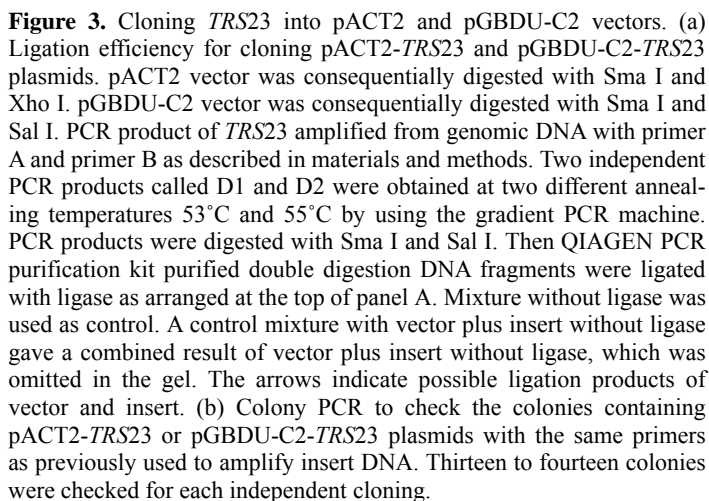 Figure 3. Cloning TRS23 into pACT2 and pGBDU-C2 vectors. (a)
Ligation efficiency for cloning pACT2-TRS23 and pGBDU-C2-TRS23
plasmids. pACT2 vector was consequentially digested with Sma I and
Xho I. pGBDU-C2 vector was consequentially digested with Sma I and
Sal I. PCR product of TRS23 amplified from genomic DNA with primer
A and primer B as described in materials and methods. Two independent
PCR products called D1 and D2 were obtained at two different anneal-
ing temperatures 53˚C and 55˚C by using the gradient PCR machine.
PCR products were digested with Sma I and Sal I. Then QIAGEN PCR
purification kit purified double digestion DNA fragments were ligated
with ligase as arranged at the top of panel A. Mixture without ligase was
used as control. A control mixture with vector plus insert without ligase
gave a combined result of vector plus insert without ligase, which was
omitted in the gel. The arrows indicate possible ligation products of
vector and insert. (b) Colony PCR to check the colonies containing
pACT2-TRS23 or pGBDU-C2-TRS23 plasmids with the same primers
as previously used to amplify insert DNA. Thirteen to fourteen colonies
were checked for each independent cloning.